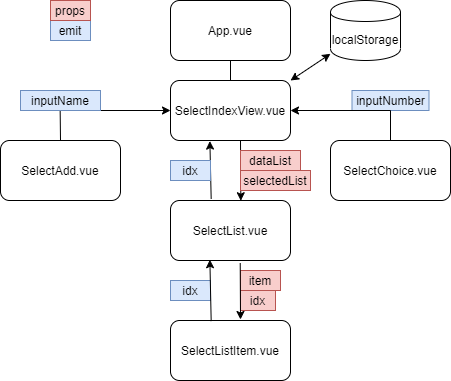 props
emit
App.vue
localStorage
inputName
SelectIndexView.vue
inputNumber
SelectAdd.vue
idx
dataList
selectedList
SelectChoice.vue
SelectList.vue
idx
item
idx
SelectListItem.vue